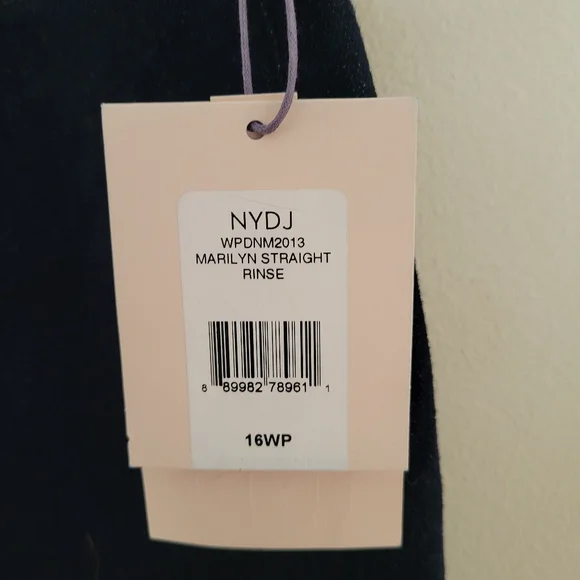 NYDJ
WPDNM2013
MARILYN STRAIGHT
RINSE
8 89982 78961 1
16WP